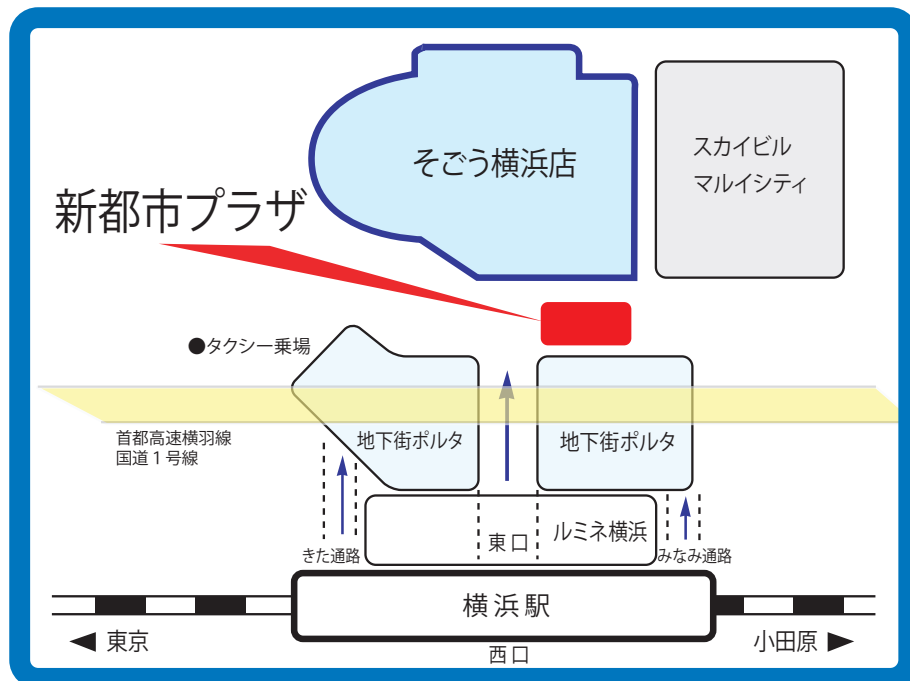 そごう横浜店
スカイビル
マルイシティ
新都市プラザ
●タクシー乗場
首都高速横羽線
国道1号線
地下街ポルタ
地下街ポルタ
きた通路
東口
ルミネ横浜
みなみ通路
横浜駅
◀ 東京
西口
小田原 ▶